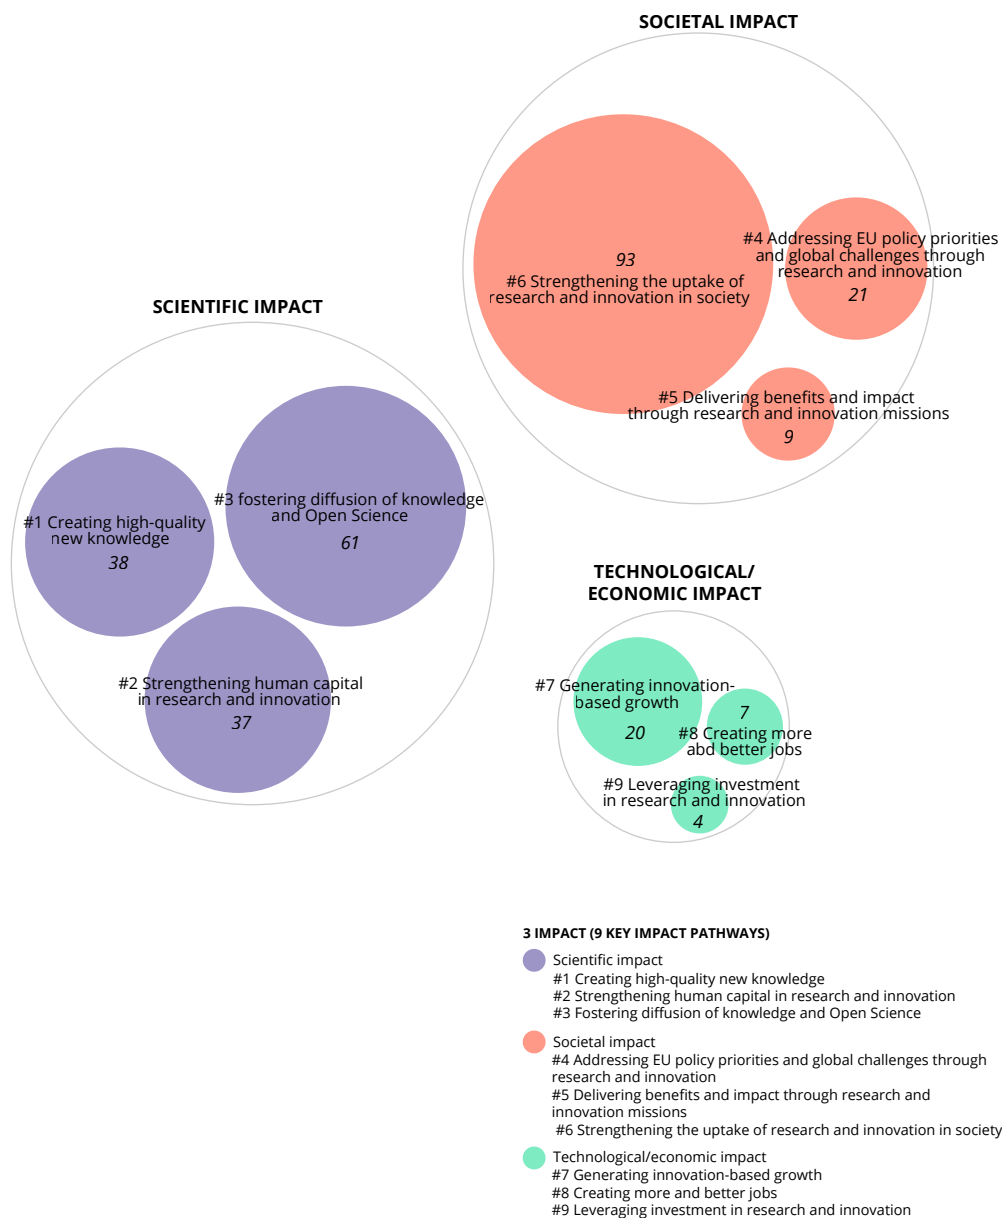 SOCIETAL IMPACT
93
#6 Strengthening the uptake of
research and innovation in society
#4 Addressing EU policy priorities
and global challenges through
research and innovation
21
#5 Delivering benefits and impact
through research and innovation missions
9
SCIENTIFIC IMPACT
#3 fostering diffusion of knowledge
and Open Science
61
#1 Creating high-quality
new knowledge
38
#2 Strengthening human capital
in research and innovation
37
TECHNOLOGICAL/
ECONOMIC IMPACT
#7 Generating innovation-
based growth
20
7
#8 Creating more
abd better jobs
#9 Leveraging investment
in research and innovation
4
3 IMPACT (9 KEY IMPACT PATHWAYS)
Scientific impact
#1 Creating high-quality new knowledge
#2 Strengthening human capital in research and innovation
#3 Fostering diffusion of knowledge and Open Science
Societal impact
#4 Addressing EU policy priorities and global challenges through
research and innovation
#5 Delivering benefits and impact through research and
innovation missions
#6 Strengthening the uptake of research and innovation in society
Technological/economic impact
#7 Generating innovation-based growth
#8 Creating more and better jobs
#9 Leveraging investment in research and innovation